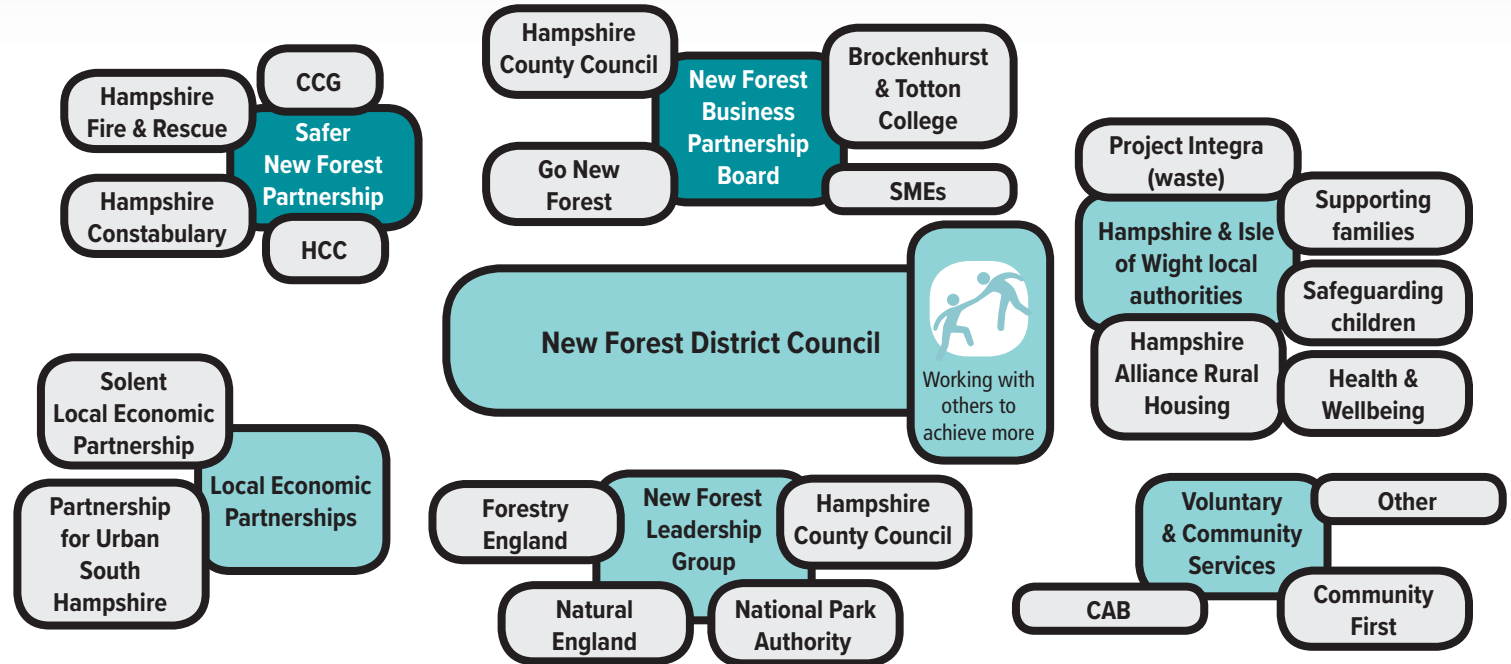 CCG
Hampshire
Fire & Rescue
Safer
New Forest
Partnership
Hampshire
Constabulary
HCC
Hampshire
County Council
New Forest
Business
Partnership
Board
Brockenhurst
& Totton
College
Go New
Forest
SMEs
Project Integra
(waste)
Hampshire & Isle
of Wight local
authorities
Supporting
families
Safeguarding
children
Hampshire
Alliance Rural
Housing
Health &
Wellbeing
New Forest District Council
Working with
others to
achieve more
Solent
Local Economic
Partnership
Local Economic
Partnerships
Partnership
for Urban
South
Hampshire
Forestry
England
New Forest
Leadership
Group
Hampshire
County Council
Natural
England
National Park
Authority
Voluntary
& Community
Services
Other
CAB
Community
First